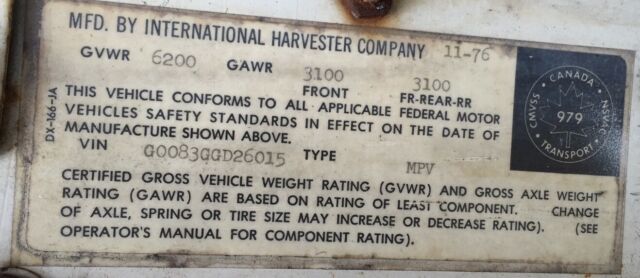 MFD. BY INTERNATIONAL HARVESTER COMPANY 11-76
GVWR 6200 GAWR 3100 3100
FRONT FR-REAR-RR
THIS VEHICLE CONFORMS TO ALL APPLICABLE FEDERAL MOTOR
VEHICLES SAFETY STANDARDS IN EFFECT ON THE DATE OF
MANUFACTURE SHOWN ABOVE.
VIN G0083GGD26015 TYPE MPV
CERTIFIED GROSS VEHICLE WEIGHT RATING (GVWR) AND GROSS AXLE WEIGHT
RATING (GAWR) ARE BASED ON RATING OF LEAST COMPONENT. CHANGE
OF AXLE, SPRING OR TIRE SIZE MAY INCREASE OR DECREASE RATING). (SEE
OPERATOR'S MANUAL FOR COMPONENT RATING).
DX-166-JA
CANADA
CMVSS
979
NSVAC
TRANSPORT